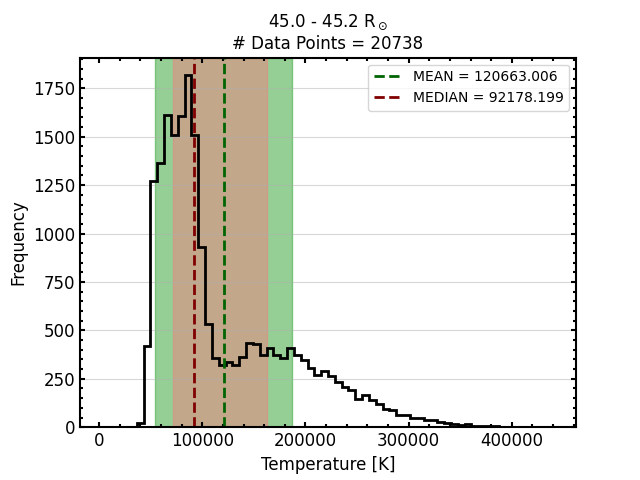 45.0 - 45.2 R⊙
# Data Points = 20738
MEAN = 120663.006
MEDIAN = 92178.199
Frequency
1750
1500
1250
1000
750
500
250
0
0 100000 200000 300000 400000
Temperature [K]